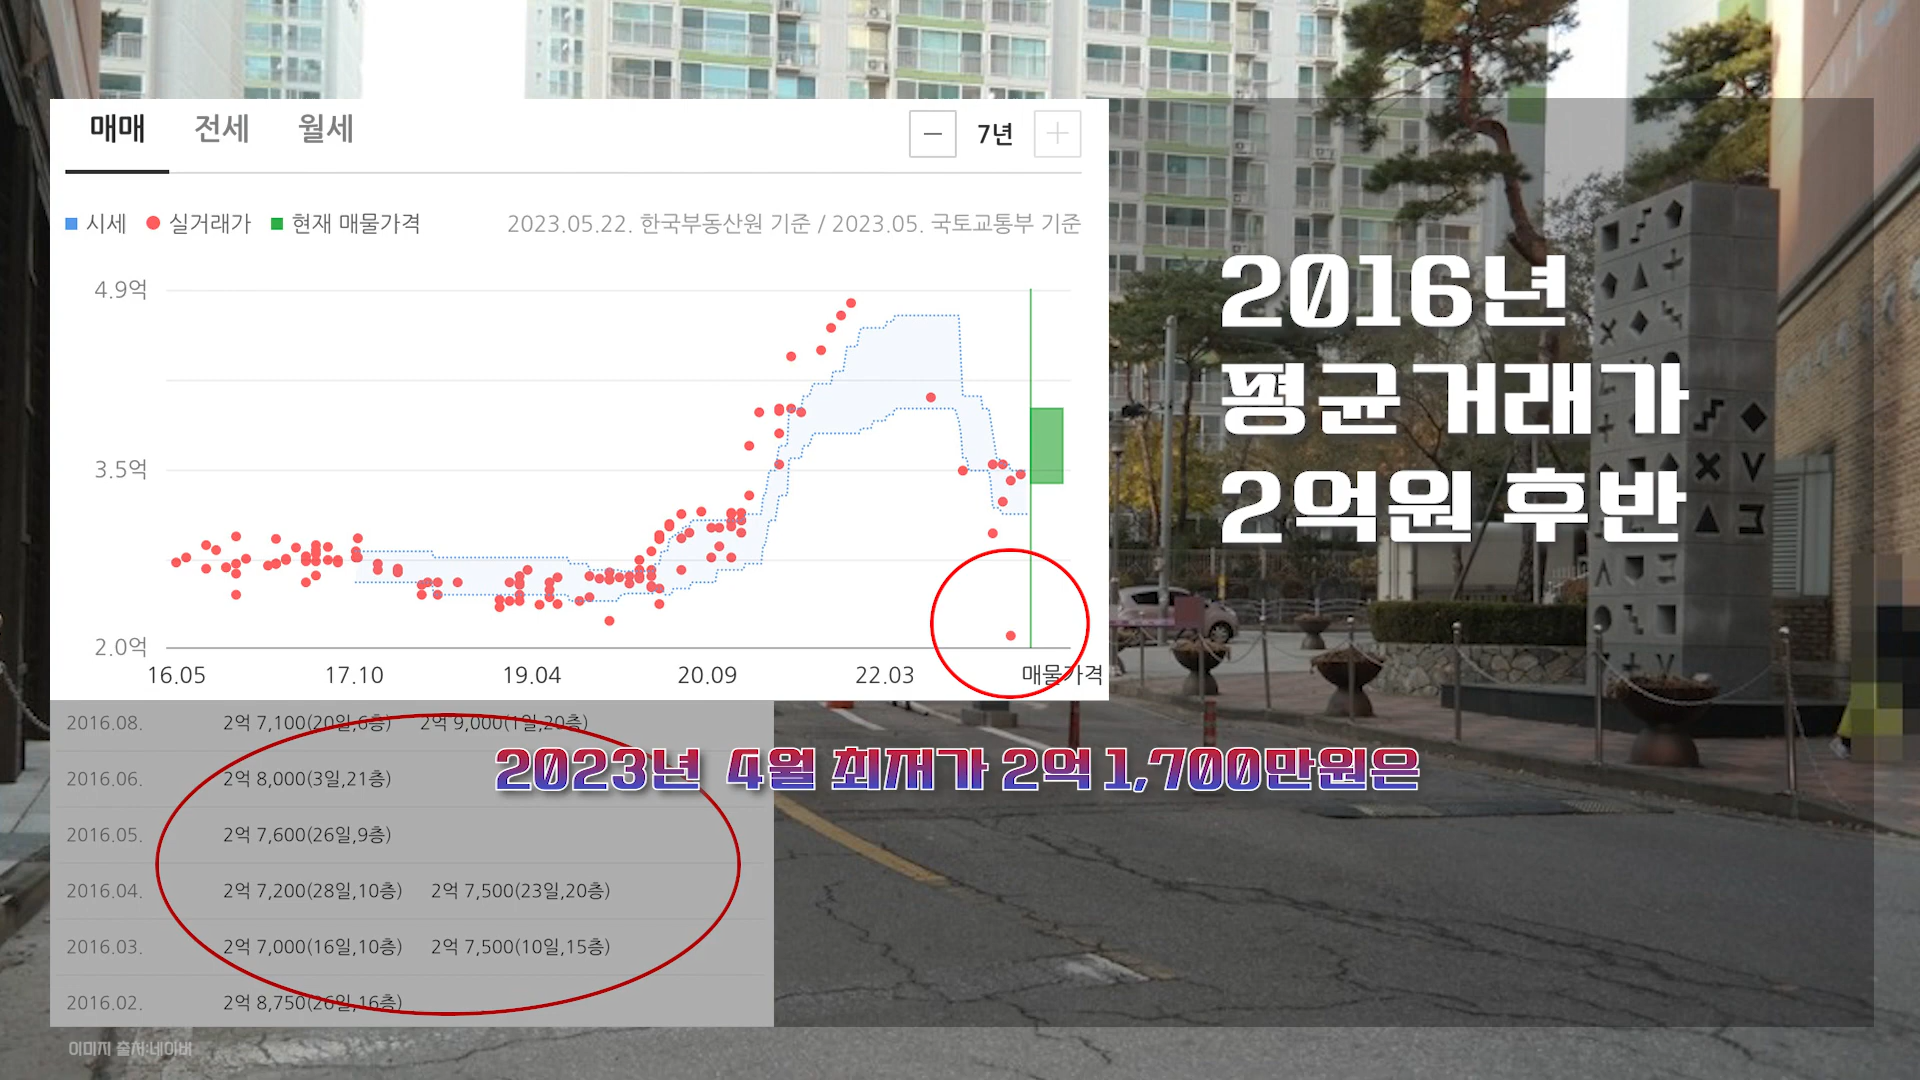 매매 전세 월세
7년
시세 실거래가 현재 매물가격
2023.05.22. 한국부동산원 기준 / 2023.05. 국토교통부 기준
4.9억
3.5억
2.0억
16.05 17.10 19.04 20.09 22.03 매물가격
2016년
평균거래가
2억원 후반
2016.08. 2억 7,100(20일,6층) 2억 9,000(1일,20층)
2023년 4월 최저가 2억 1,700만원은
2016.06. 2억 8,000(3일,21층)
2016.05. 2억 7,600(26일,9층)
2016.04. 2억 7,200(28일,10층) 2억 7,500(23일,20층)
2016.03. 2억 7,000(16일,10층) 2억 7,500(10일,15층)
2016.02. 2억 8,750(26일,16층)
이미지 출처:네이버